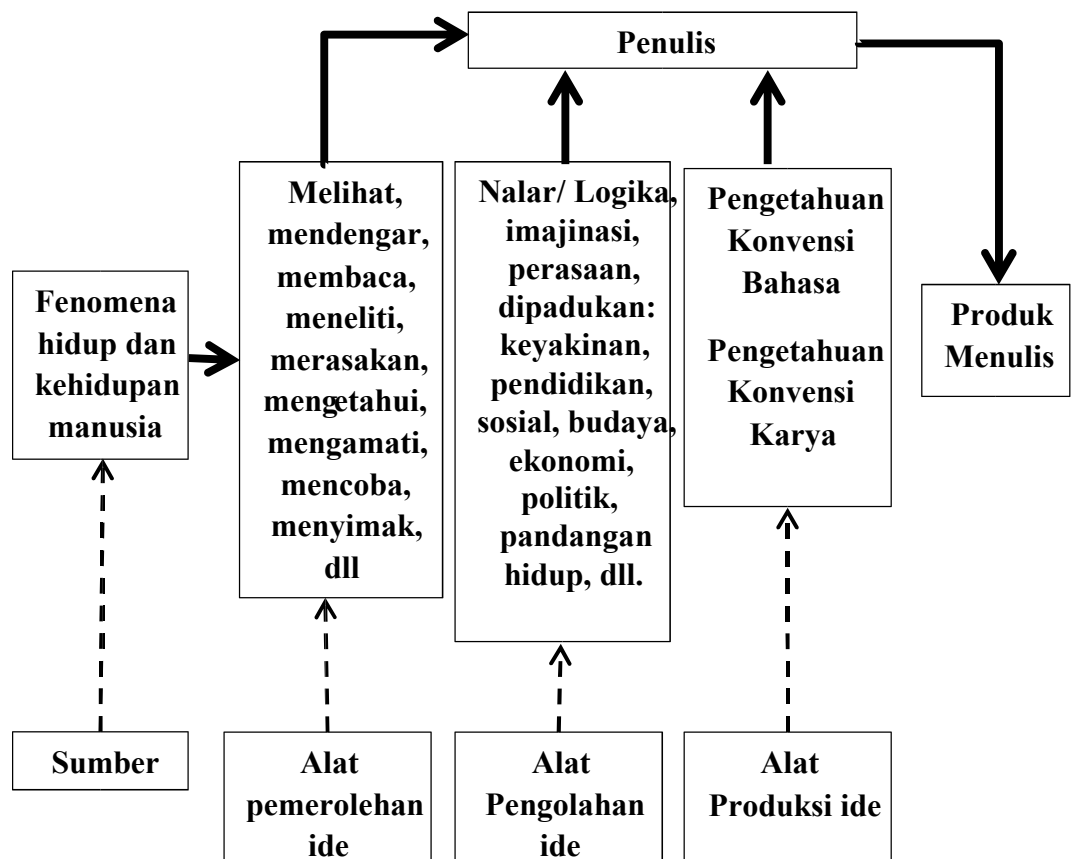 Penulis
Fenomena
hidup dan
kehidupan
manusia
Melihat,
mendengar,
membaca,
meneliti,
merasakan,
mengetahui,
mengamati,
mencoba,
menyimak,
dll
Nalar/ Logika,
imajinasi,
perasaan,
dipadukan:
keyakinan,
pendidikan,
sosial, budaya,
ekonomi,
politik,
pandangan
hidup, dll.
Pengetahuan
Konvensi
Bahasa
Pengetahuan
Konvensi
Karya
Produk
Menulis
Sumber
Alat
pemerolehan
ide
Alat
Pengolahan
ide
Alat
Produksi ide